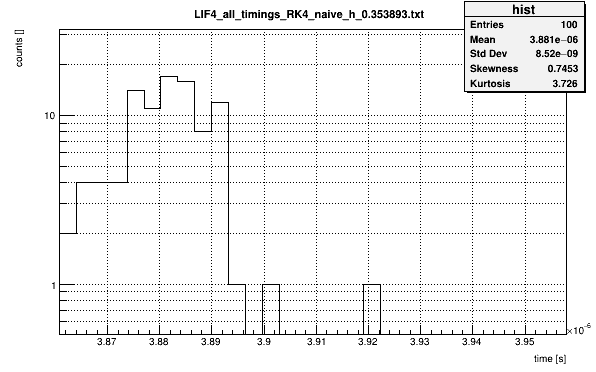 LIF4_all_timings_RK4_naive_h_0.353893.txt
hist
Entries 100
Mean 3.881e−06
Std Dev 8.52e−09
Skewness 0.7453
Kurtosis 3.726
counts []
10
1
3.87 3.88 3.89 3.9 3.91 3.92 3.93 3.94 3.95
×10⁻⁶
time [s]